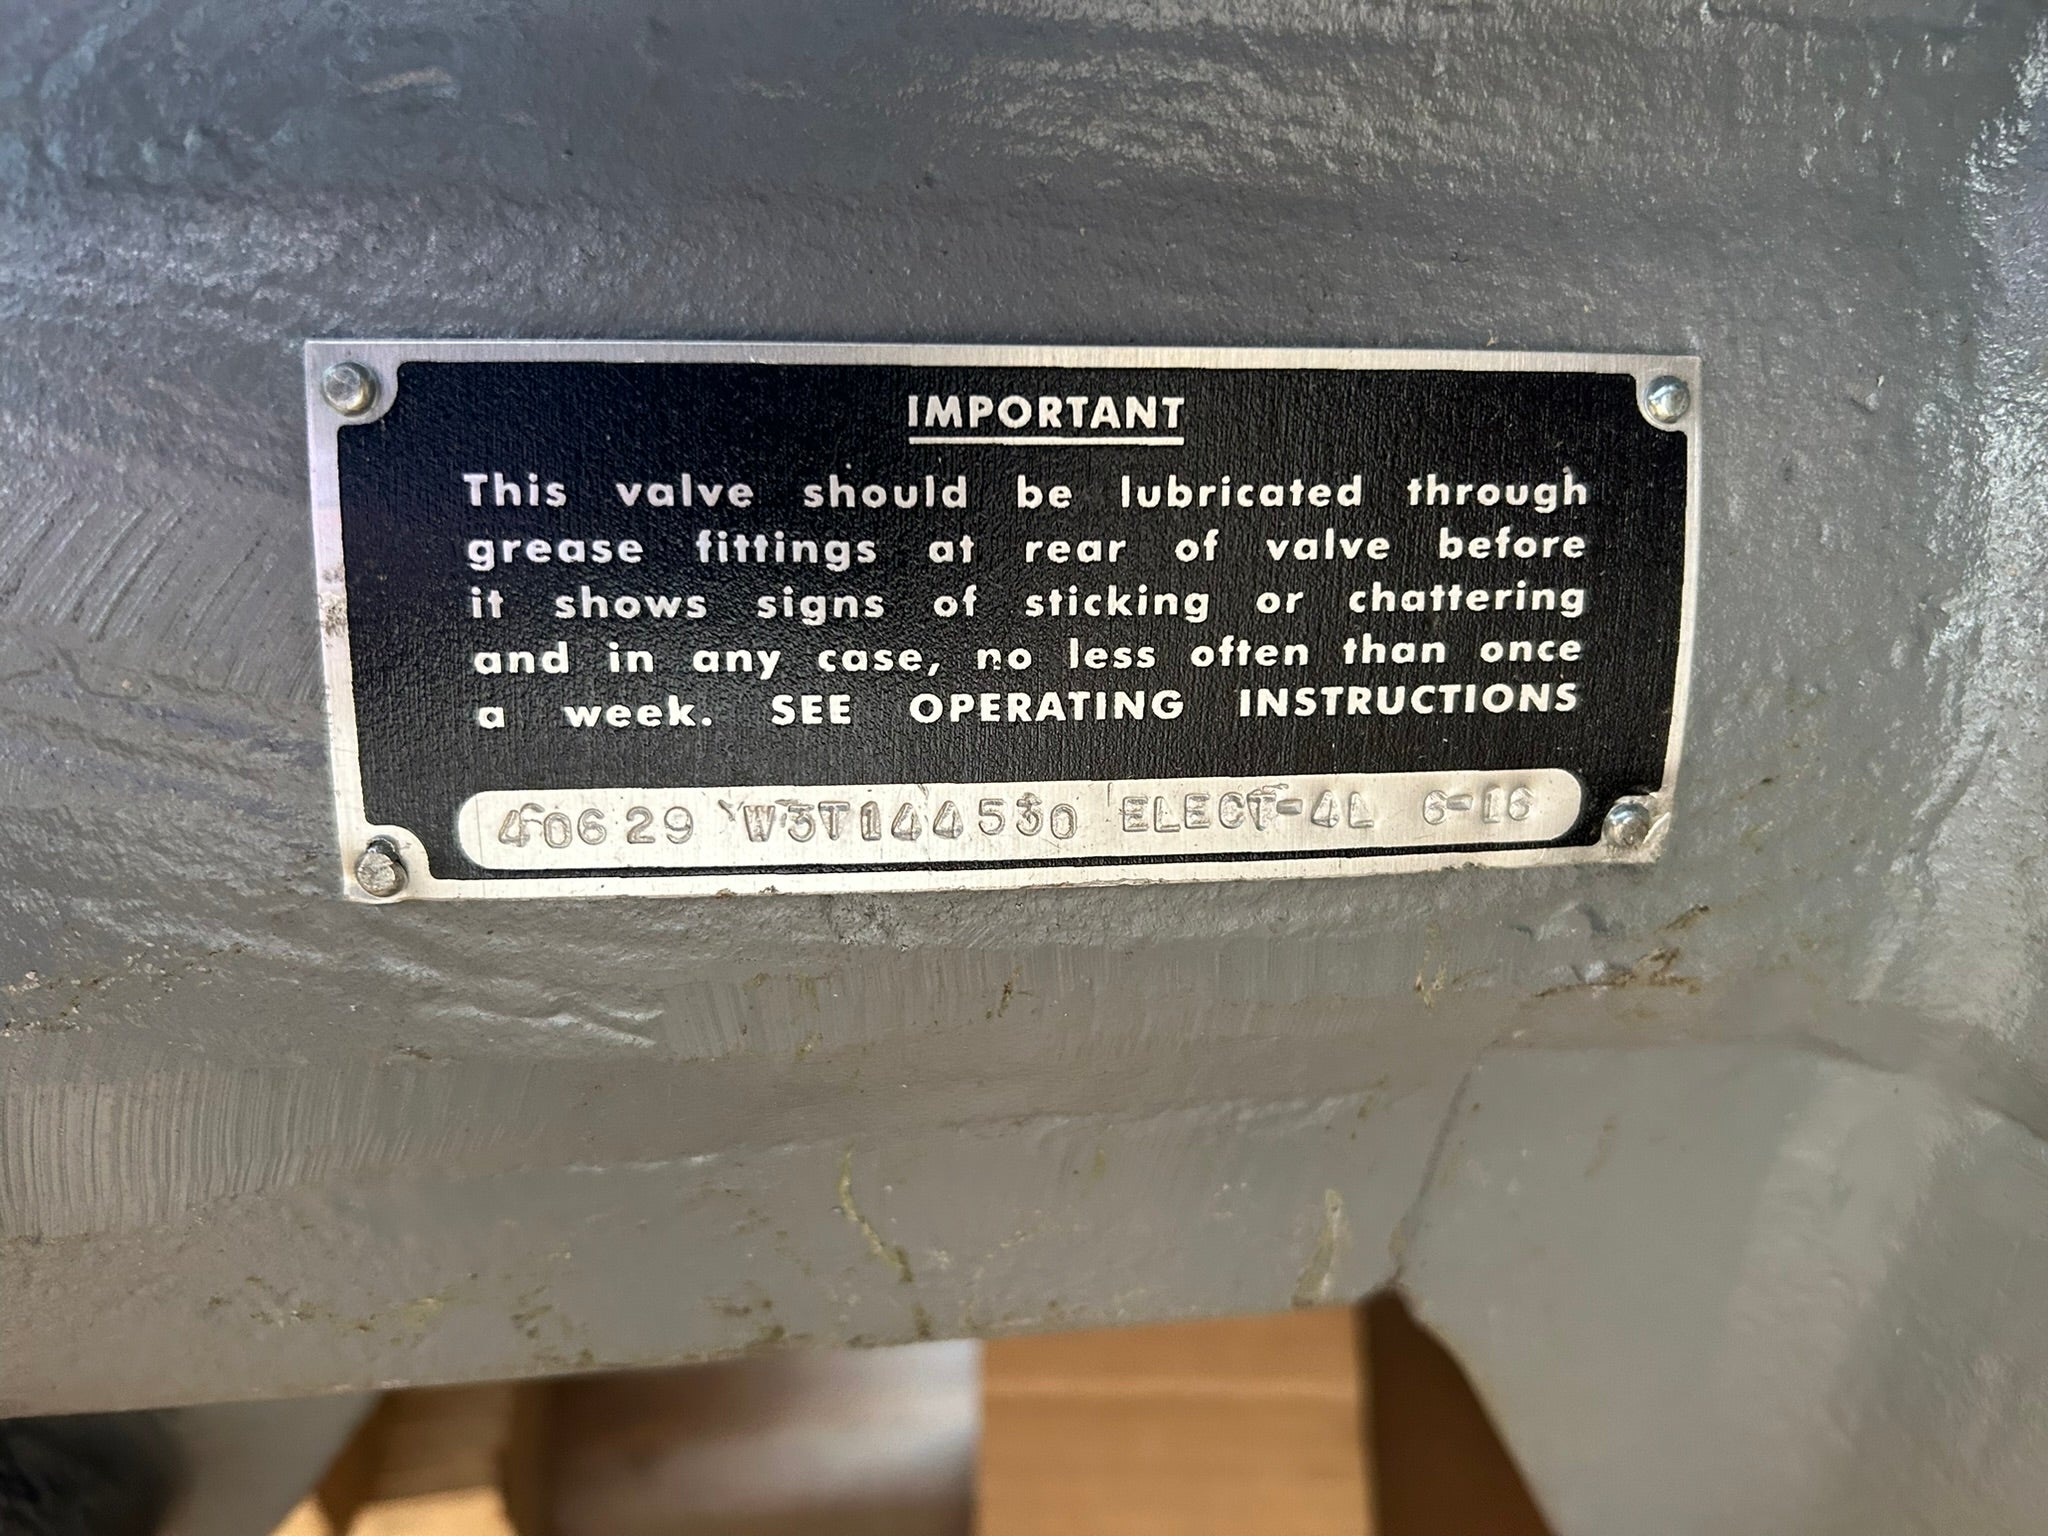 IMPORTANT
This valve should be lubricated through
grease fittings at rear of valve before
it shows signs of sticking or chattering
and in any case, no less often than once
a week. SEE OPERATING INSTRUCTIONS
40629 W3T144530 ELECT-4L 6-16